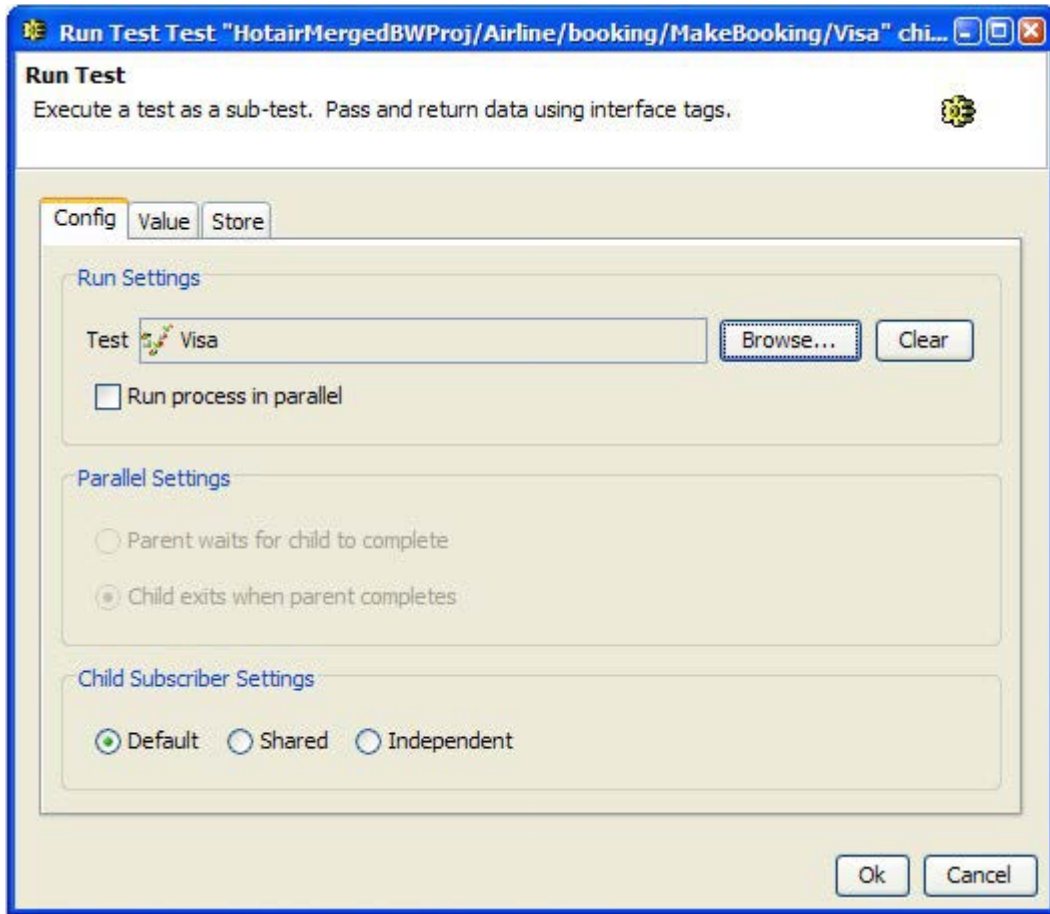 Run Test Test "HotairMergedBWProj/Airline/booking/MakeBooking/Visa" chi...
Run Test
Execute a test as a sub-test.  Pass and return data using interface tags.
Config Value Store
Run Settings
Test Visa Browse... Clear
Run process in parallel
Parallel Settings
Parent waits for child to complete
Child exits when parent completes
Child Subscriber Settings
Default Shared Independent
Ok Cancel